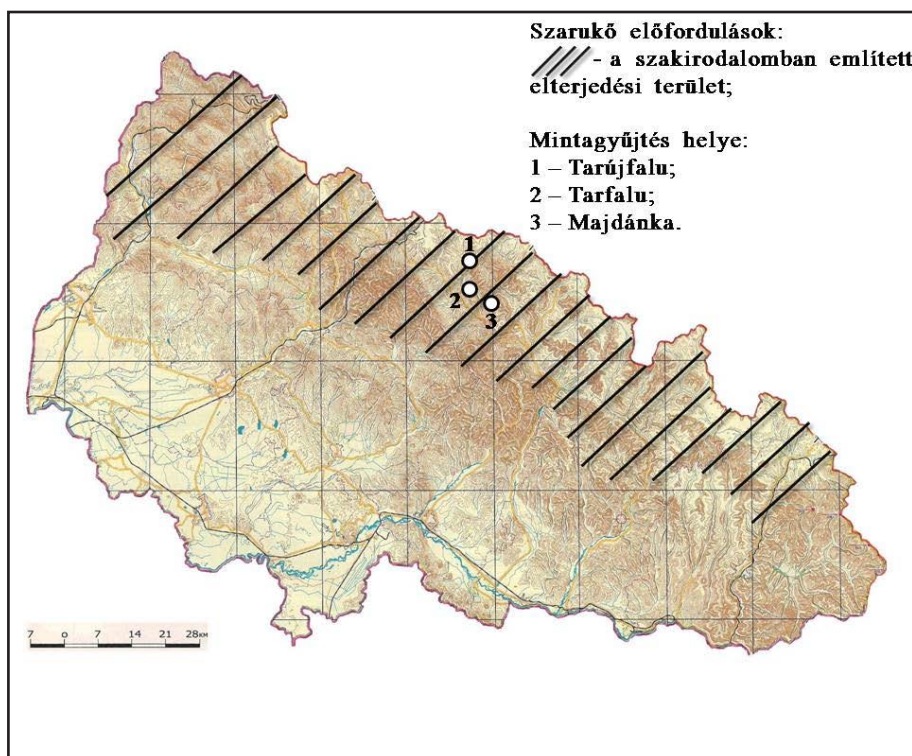 Szarukő előfordulások:
- a szakirodalomban említett
elterjedési terület;
Mintagyűjtés helye:
1 – Tarújfalu;
2 – Tarfalu;
3 – Majdánka.
1
2
3
7 0 7 14 21 28км